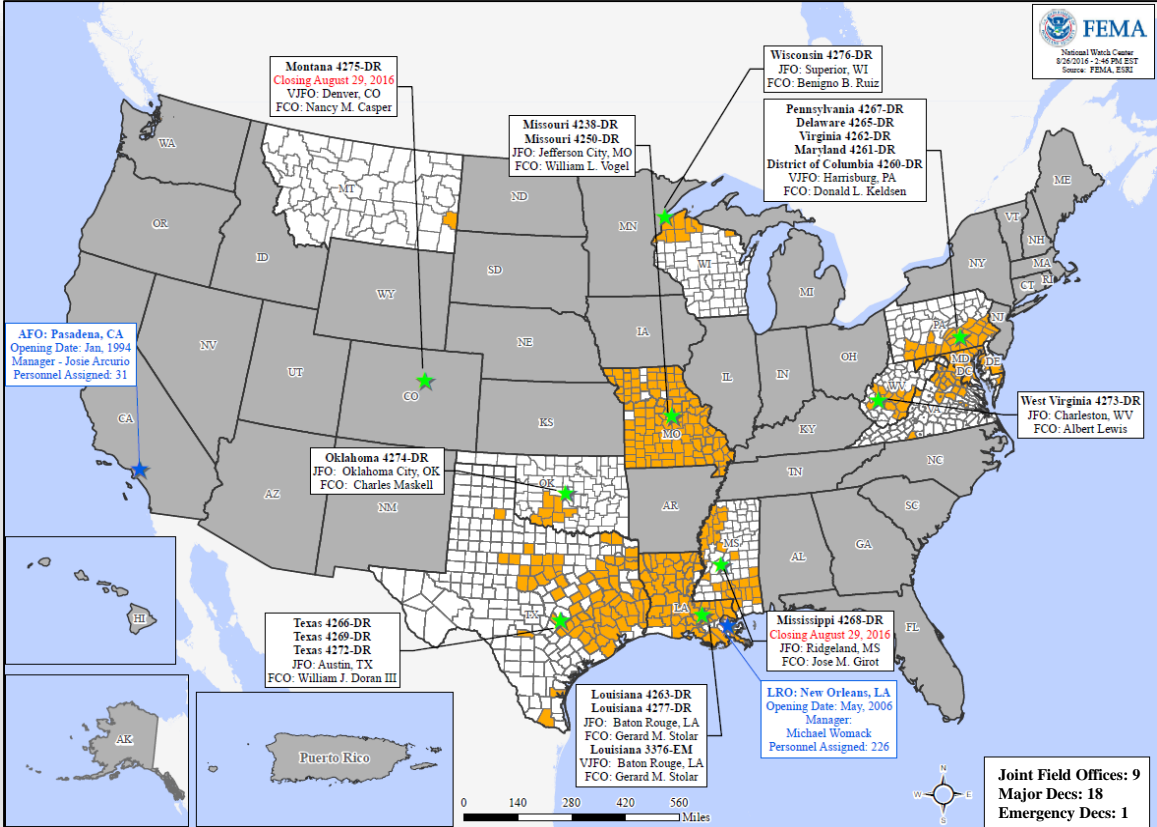 FEMA
National Watch Center
8/26/2016 - 2:46 PM EST
Source: FEMA, ESRI
Montana 4275-DR
Closing August 29, 2016
VJFO: Denver, CO
FCO: Nancy M. Casper
Wisconsin 4276-DR
JFO: Superior, WI
FCO: Benigno B. Ruiz
Missouri 4238-DR
Missouri 4250-DR
JFO: Jefferson City, MO
FCO: William L. Vogel
Pennsylvania 4267-DR
Delaware 4265-DR
Virginia 4262-DR
Maryland 4261-DR
District of Columbia 4260-DR
VJFO: Harrisburg, PA
FCO: Donald L. Keldsen
WA
MT
ND
MN
ME
VT
NH
OR
ID
SD
WI
MI
NY
MA
CT
RI
WY
AFO: Pasadena, CA
Opening Date: Jan, 1994
Manager - Josie Arcurio
Personnel Assigned: 31
NV
UT
CO
NE
IA
IL
IN
OH
PA
NJ
MD
DC
DE
WV
VA
CA
KS
MO
KY
West Virginia 4273-DR
JFO: Charleston, WV
FCO: Albert Lewis
Oklahoma 4274-DR
JFO: Oklahoma City, OK
FCO: Charles Maskell
AZ
NM
OK
AR
TN
NC
SC
MS
AL
GA
TX
LA
FL
HI
Texas 4266-DR
Texas 4269-DR
Texas 4272-DR
JFO: Austin, TX
FCO: William J. Doran III
Mississippi 4268-DR
Closing August 29, 2016
JFO: Ridgeland, MS
FCO: Jose M. Girot
Louisiana 4263-DR
Louisiana 4277-DR
JFO: Baton Rouge, LA
FCO: Gerard M. Stolar
Louisiana 3376-EM
VJFO: Baton Rouge, LA
FCO: Gerard M. Stolar
LRO: New Orleans, LA
Opening Date: May, 2006
Manager:
Michael Womack
Personnel Assigned: 226
AK
Puerto Rico
0 140 280 420 560
Miles
N
W E
S
Joint Field Offices: 9
Major Decs: 18
Emergency Decs: 1